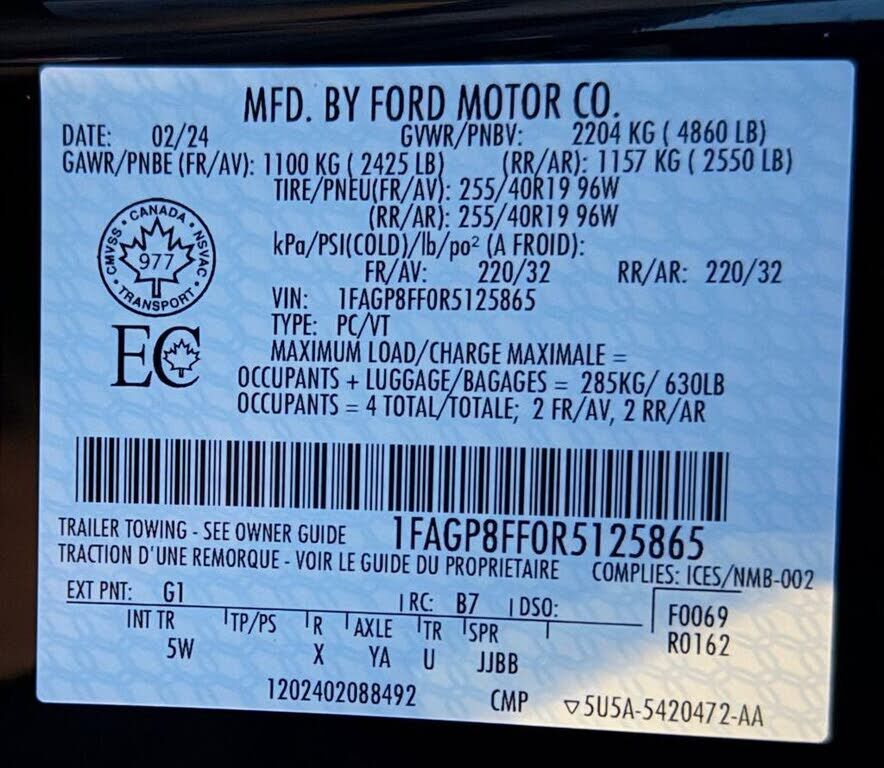 MFD. BY FORD MOTOR CO.
DATE: 02/24 GVWR/PNBV: 2204 KG ( 4860 LB)
GAWR/PNBE (FR/AV): 1100 KG ( 2425 LB) (RR/AR): 1157 KG ( 2550 LB)
TIRE/PNEU(FR/AV): 255/40R19 96W
(RR/AR): 255/40R19 96W
kPa/PSI(COLD)/lb/po² (A FROID):
FR/AV: 220/32 RR/AR: 220/32
CANADA
CMVSS
NSVAC
977
TRANSPORT
VIN: 1FAGP8FF0R5125865
TYPE: PC/VT
EC
MAXIMUM LOAD/CHARGE MAXIMALE =
OCCUPANTS + LUGGAGE/BAGAGES = 285KG/ 630LB
OCCUPANTS = 4 TOTAL/TOTALE; 2 FR/AV, 2 RR/AR
TRAILER TOWING - SEE OWNER GUIDE 1FAGP8FF0R5125865
TRACTION D'UNE REMORQUE - VOIR LE GUIDE DU PROPRIETAIRE COMPLIES: ICES/NMB-002
EXT PNT: G1 RC: B7 DSO: F0069
INT TR TP/PS R AXLE TR SPR R0162
5W X YA U JJBB
1202402088492 CMP ▽5U5A-5420472-AA